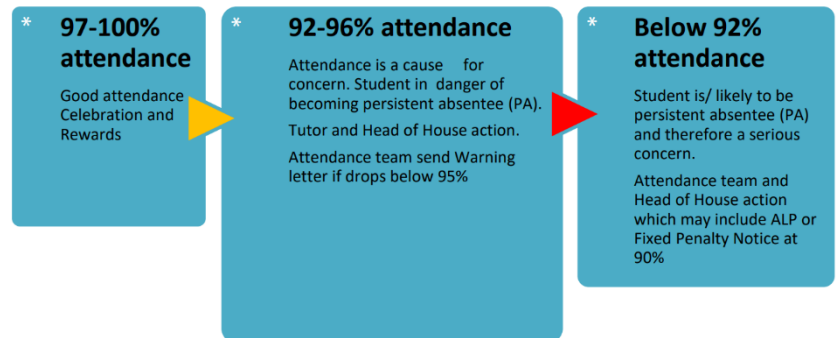 * 97-100%
attendance
Good attendance
Celebration and
Rewards
* 92-96% attendance
Attendance is a cause for
concern. Student in danger of
becoming persistent absentee (PA).
Tutor and Head of House action.
Attendance team send Warning
letter if drops below 95%
* Below 92%
attendance
Student is/ likely to be
persistent absentee (PA)
and therefore a serious
concern.
Attendance team and
Head of House action
which may include ALP or
Fixed Penalty Notice at
90%